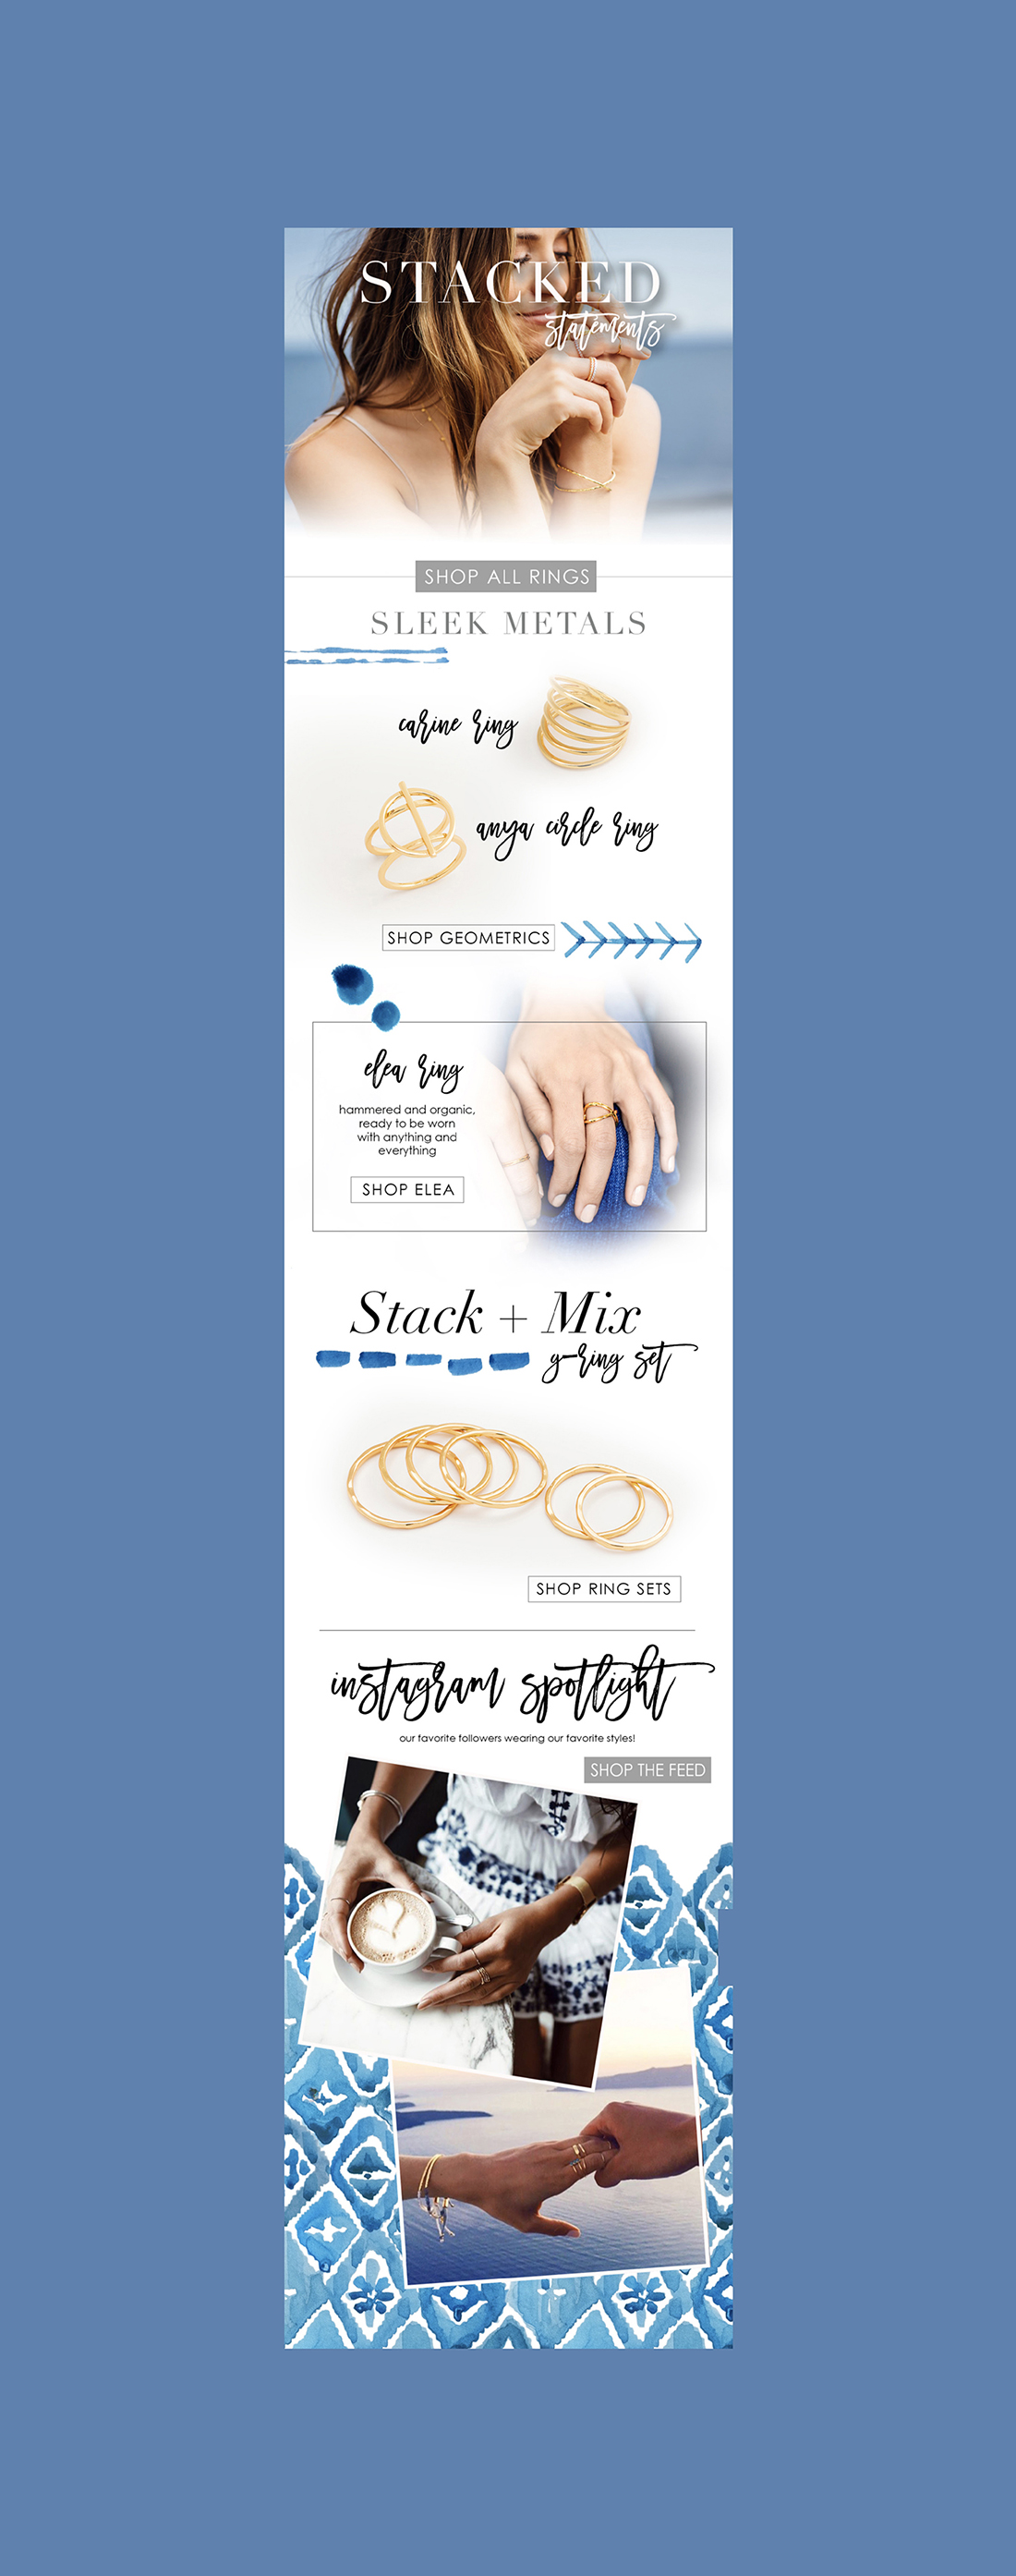 STACKED
statements
SHOP ALL RINGS
SLEEK METALS
carine ring
anya circle ring
SHOP GEOMETRICS
elea ring
hammered and organic,
ready to be worn
with anything and
everything
SHOP ELEA
Stack + Mix
g-ring set
SHOP RING SETS
instagram spotlight
our favorite followers wearing our favorite styles!
SHOP THE FEED